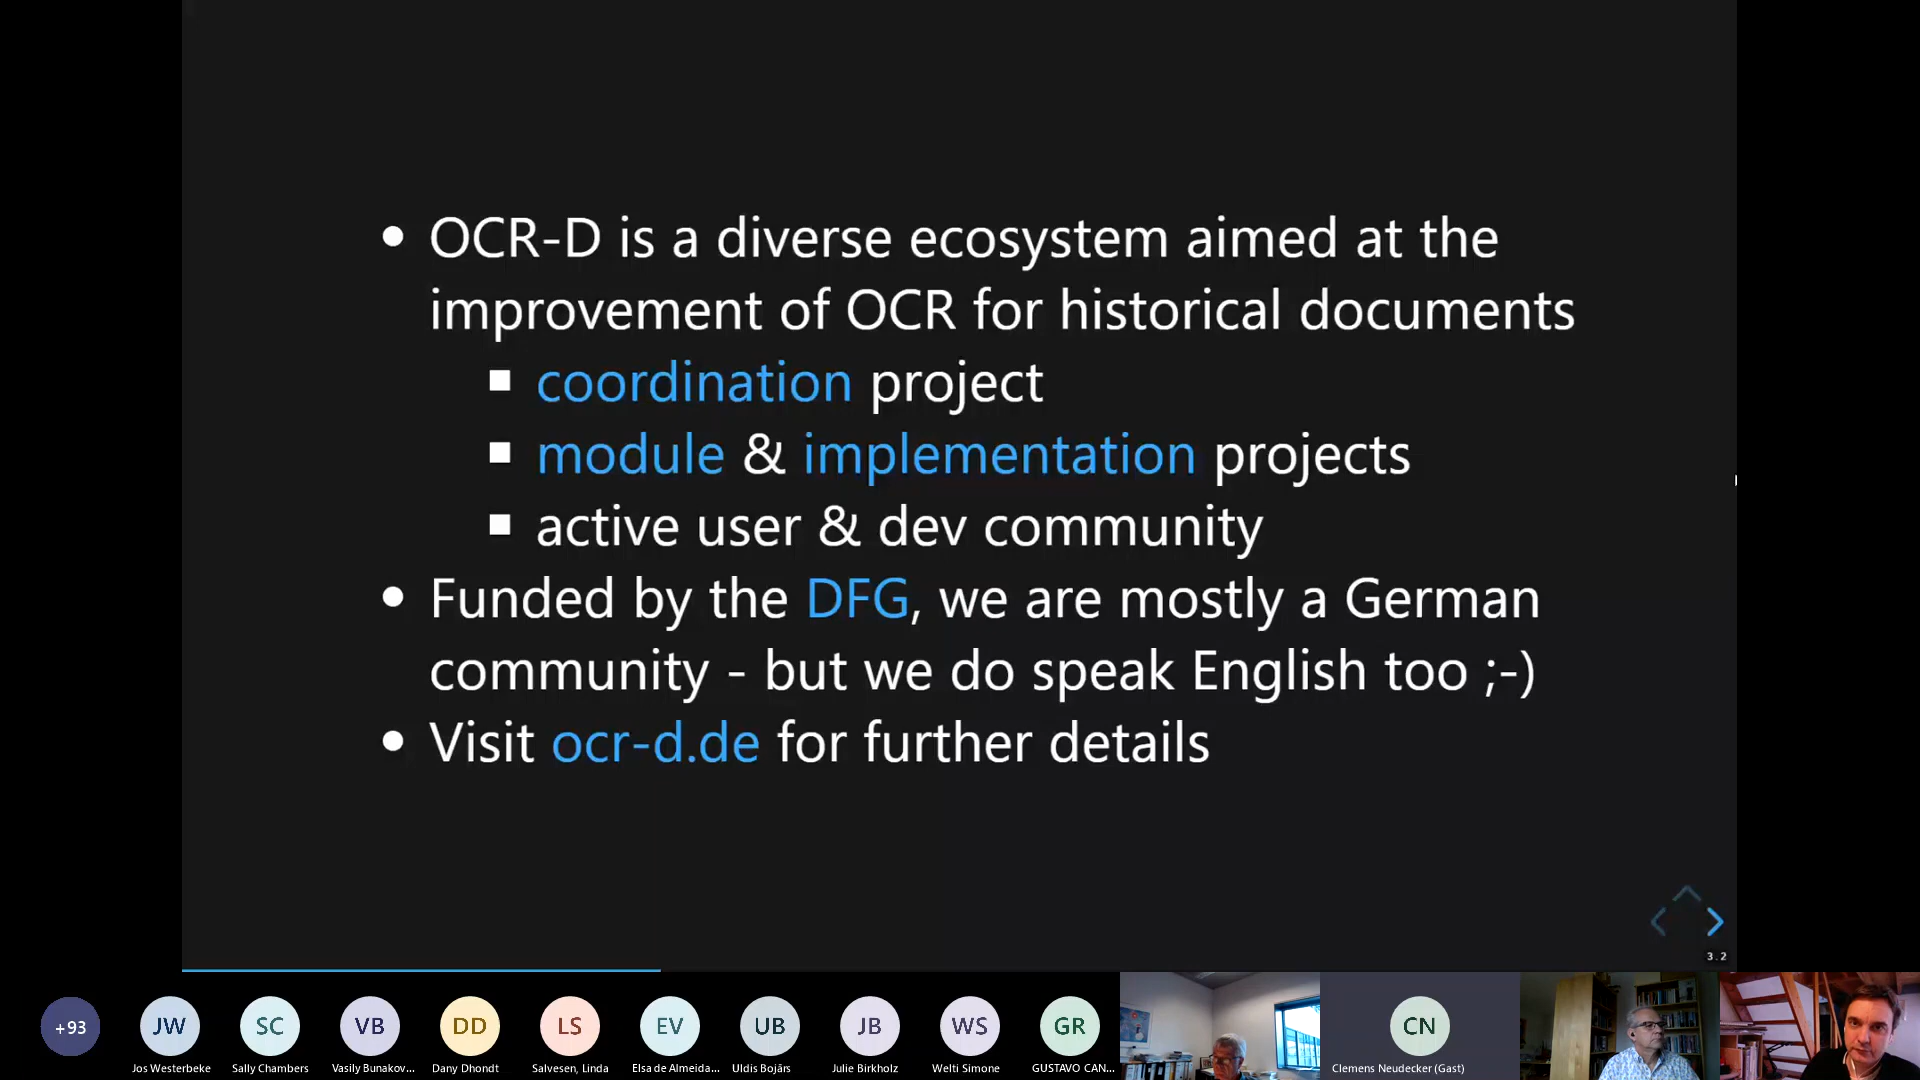 OCR-D is a diverse ecosystem aimed at the
improvement of OCR for historical documents
coordination project
module & implementation projects
active user & dev community
Funded by the DFG, we are mostly a German
community - but we do speak English too ;-)
Visit ocr-d.de for further details
3.2
+93
JW
SC
VB
DD
LS
EV
UB
JB
WS
GR
CN
Jos Westerbeke
Sally Chambers
Vasily Bunakov...
Dany Dhondt
Salvesen, Linda
Elsa de Almeida...
Uldis Bojārs
Julie Birkholz
Welti Simone
GUSTAVO CAN...
Clemens Neudecker (Gast)